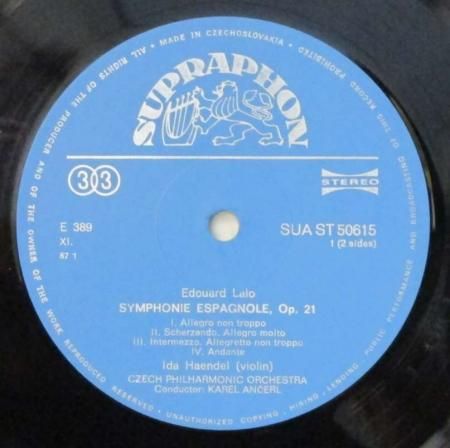 MADE IN CZECHOSLOVAKIA • ALL RIGHTS OF THE PRODUCER AND OF THE OWNER OF THE WORK REPRODUCED RESERVED • UNAUTHORIZED COPYING, HIRING, LENDING, PUBLIC PERFORMANCE AND BROADCASTING OF THIS RECORD PROHIBITED
SUPRAPHON
33
STEREO
E 389
XI.
87 1
SUA ST 50615
1 (2 sides)
Edouard Lalo
SYMPHONIE ESPAGNOLE, Op. 21
I. Allegro non troppo
II. Scherzando. Allegro molto
III. Intermezzo. Allegretto non troppo
IV. Andante
Ida Haendel (violin)
CZECH PHILHARMONIC ORCHESTRA
Conductor: KAREL ANČERL